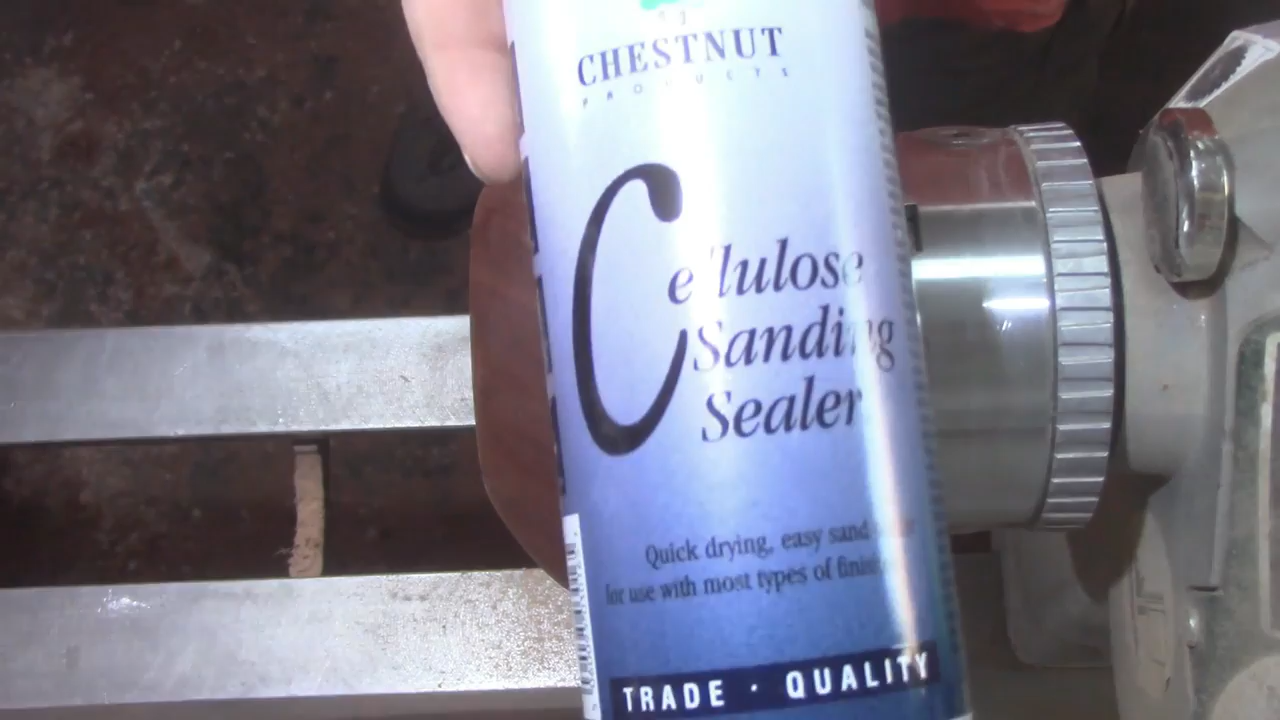 CHESTNUT
PRODUCTS
Cellulose
Sanding
Sealer
Quick drying, easy sand
for use with most types of
TRADE · QUALITY